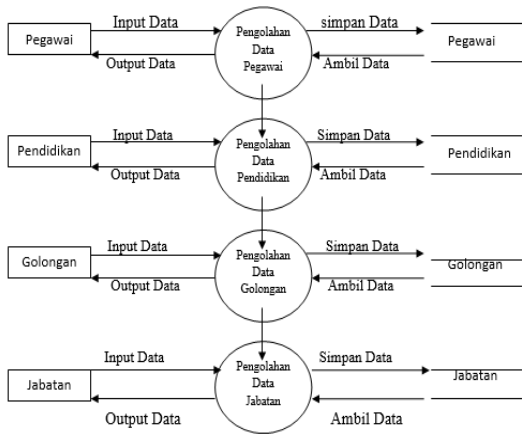 Input Data
simpan Data
Pegawai
Pengolahan
Data
Pegawai
Pegawai
Output Data
Ambil Data
Input Data
Simpan Data
Pendidikan
Pengolahan
Data
Pendidikan
Pendidikan
Output Data
Ambil Data
Input Data
Simpan Data
Golongan
Pengolahan
Data
Golongan
Golongan
Output Data
Ambil Data
Input Data
Simpan Data
Jabatan
Pengolahan
Data
Jabatan
Jabatan
Output Data
Ambil Data